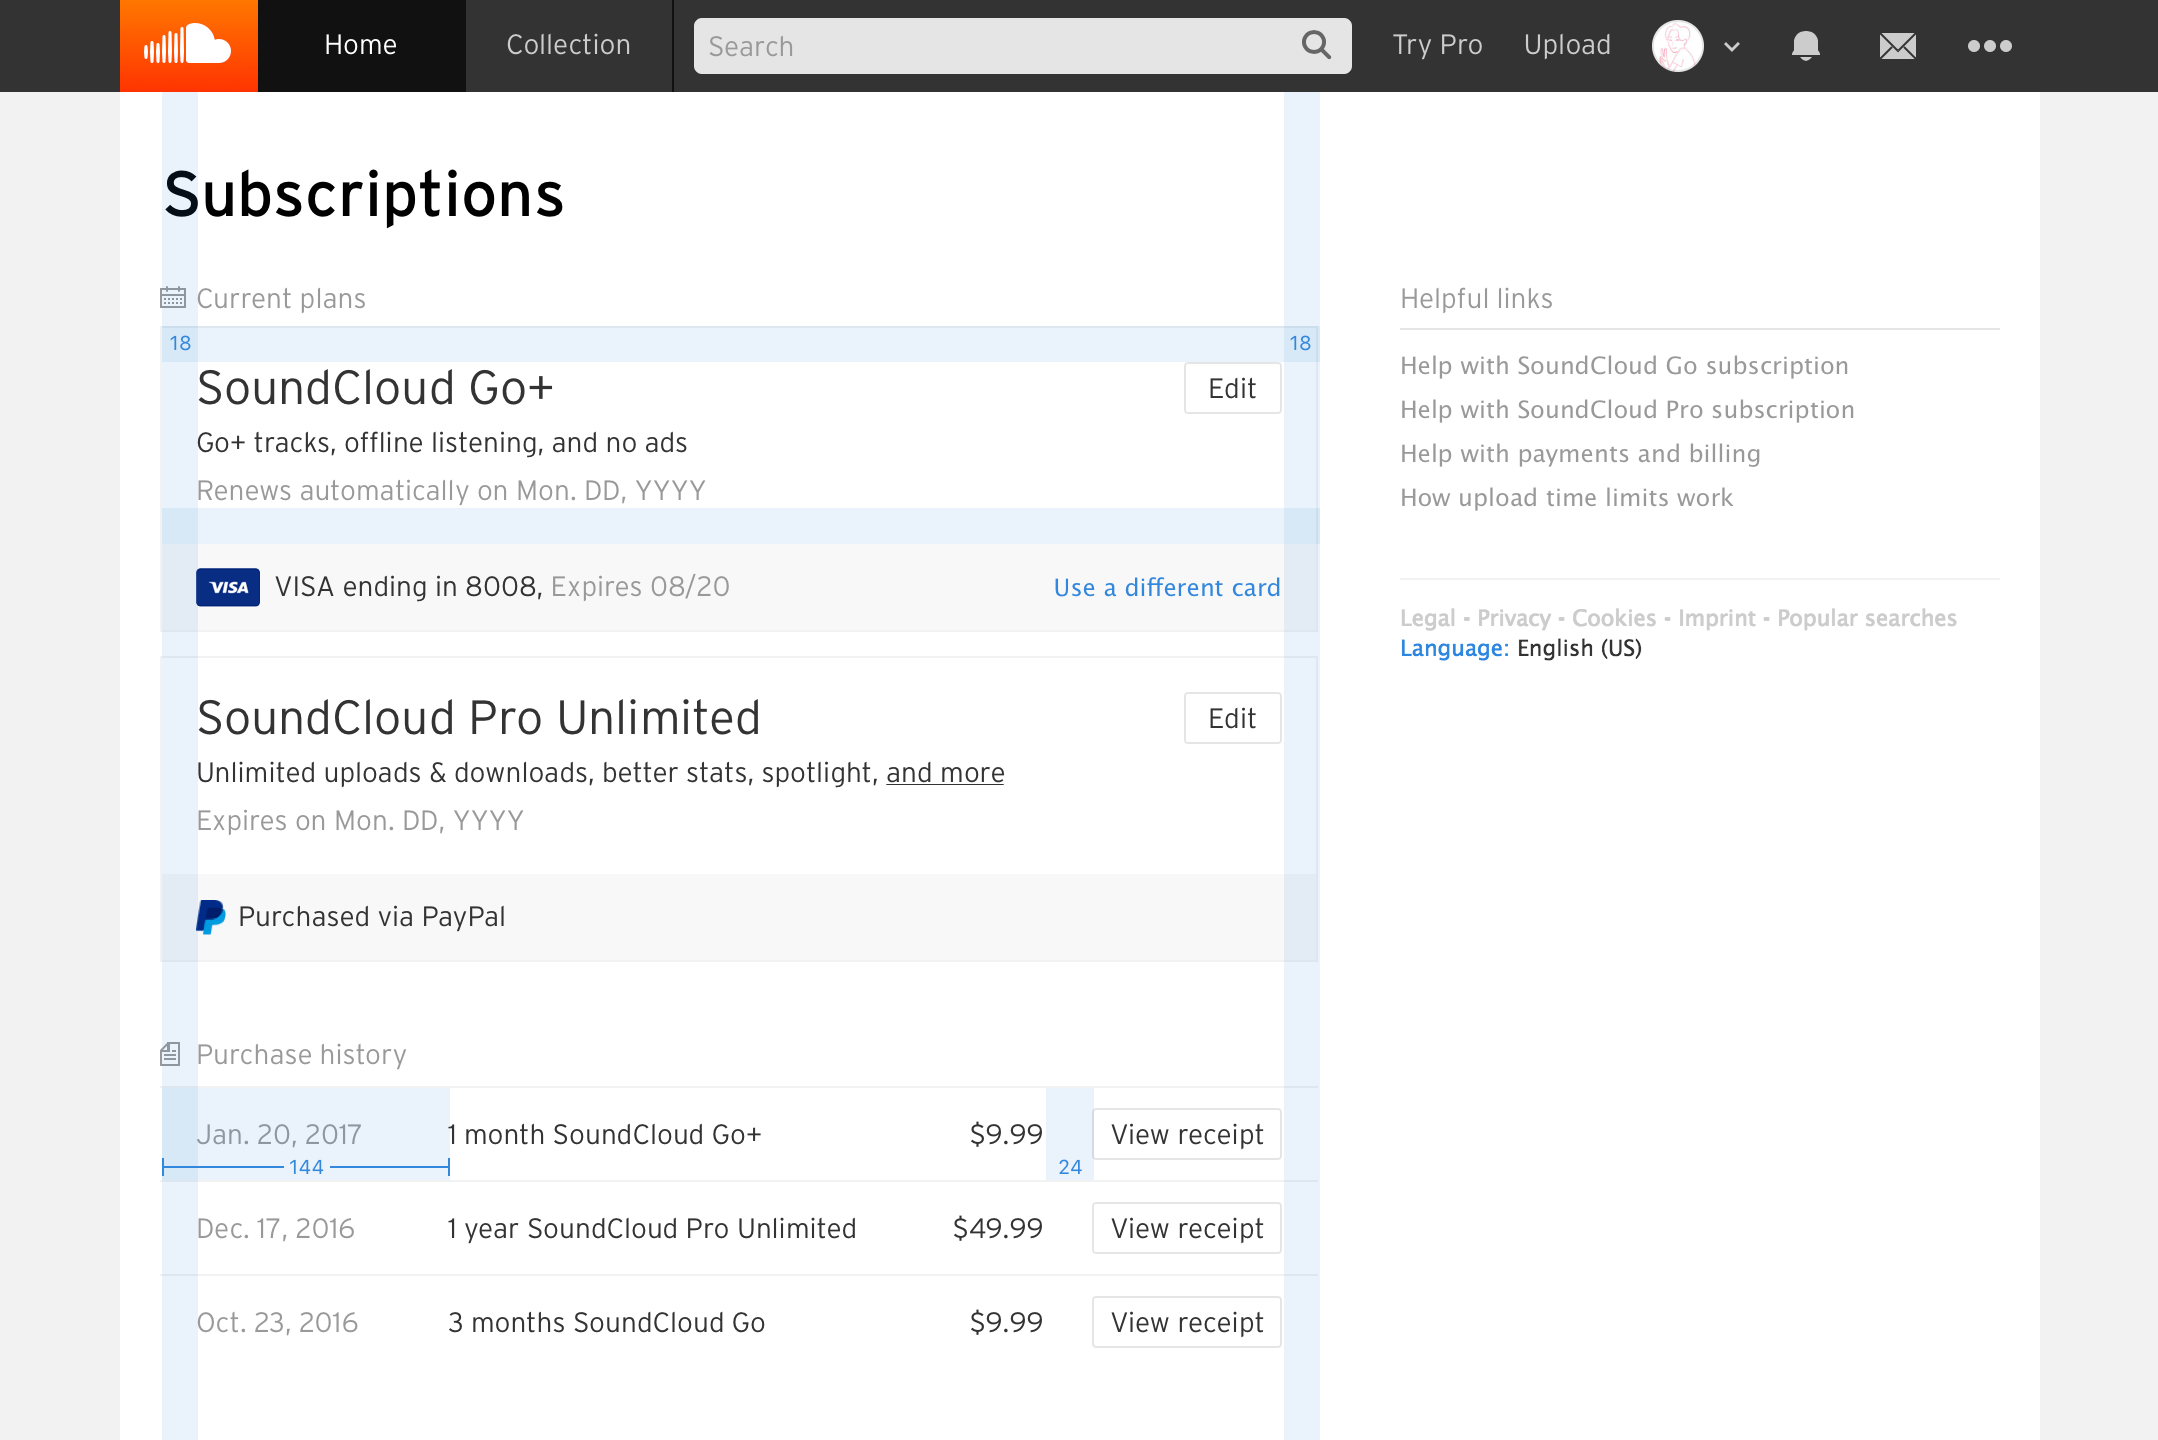 Home
Collection
Search
Try Pro
Upload
Subscriptions
Current plans
18
18
SoundCloud Go+
Edit
Go+ tracks, offline listening, and no ads
Renews automatically on Mon. DD, YYYY
VISA
VISA ending in 8008, Expires 08/20
Use a different card
SoundCloud Pro Unlimited
Edit
Unlimited uploads & downloads, better stats, spotlight, and more
Expires on Mon. DD, YYYY
Purchased via PayPal
Purchase history
Jan. 20, 2017
1 month SoundCloud Go+
$9.99
View receipt
144
24
Dec. 17, 2016
1 year SoundCloud Pro Unlimited
$49.99
View receipt
Oct. 23, 2016
3 months SoundCloud Go
$9.99
View receipt
Helpful links
Help with SoundCloud Go subscription
Help with SoundCloud Pro subscription
Help with payments and billing
How upload time limits work
Legal - Privacy - Cookies - Imprint - Popular searches
Language: English (US)